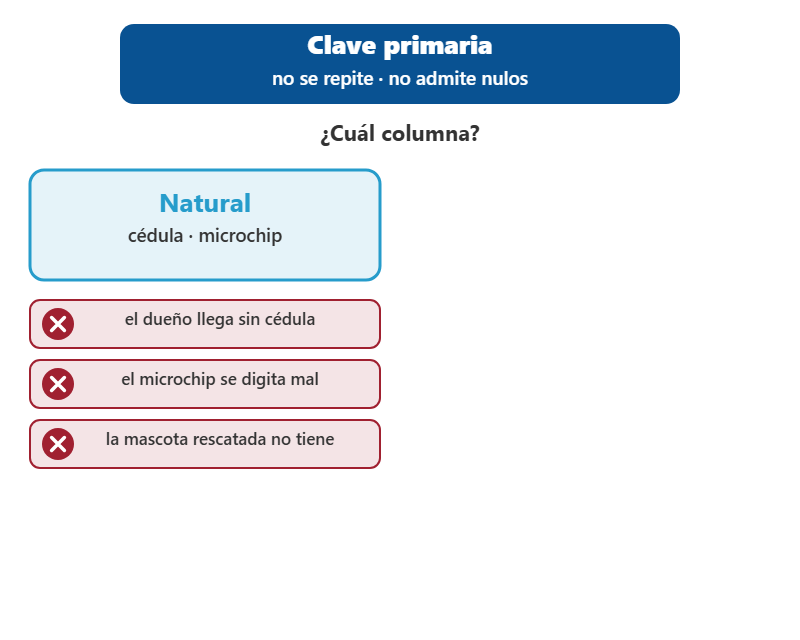 Clave primaria
no se repite · no admite nulos
¿Cuál columna?
Natural
cédula · microchip
el dueño llega sin cédula
el microchip se digita mal
la mascota rescatada no tiene